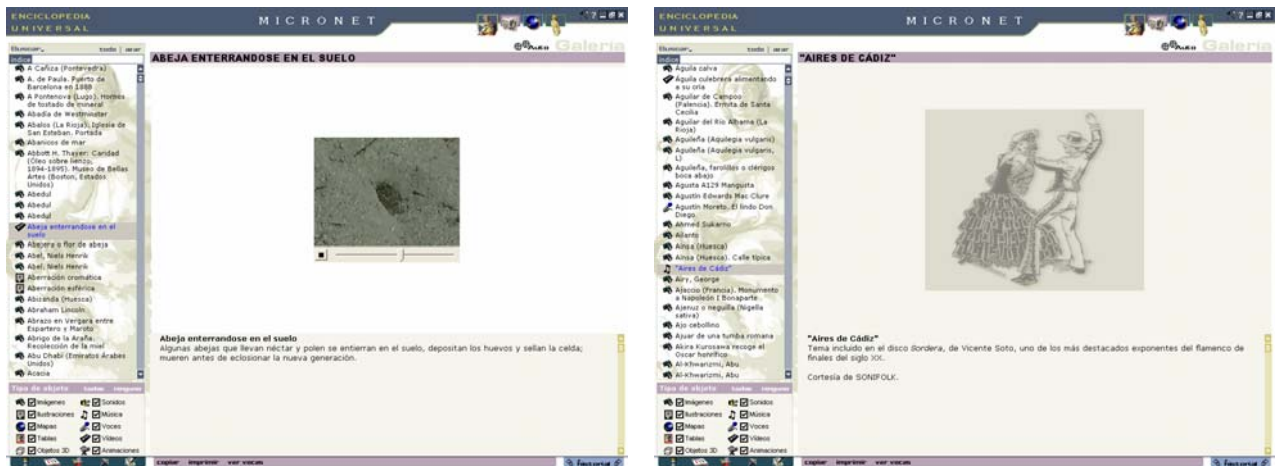 ENCICLOPEDIA
UNIVERSAL
MICRONET
Buscar...
todo | azar
Galería
Índice
ABEJA ENTERRANDOSE EN EL SUELO
A Cañiza (Pontevedra)
A. de Paula. Puerto de
Barcelona en 1888
A Pontenova (Lugo). Hornos
de tostado de mineral
Abadía de Westminster
Abalos (La Rioja). Iglesia de
San Esteban. Portada
Abanicos de mar
Abbott H. Thayer: Caridad
(Óleo sobre lienzo,
1894-1895). Museo de Bellas
Artes (Boston, Estados
Unidos)
Abedul
Abedul
Abedul
Abeja enterrandose en el
suelo
Abejera o flor de abeja
Abel, Niels Henrik
Abel, Niels Henrik
Aberración cromática
Aberración esférica
Abizanda (Huesca)
Abraham Lincoln
Abrazo en Vergara entre
Espartero y Maroto
Abrigo de la Araña.
Recolección de la miel
Abu Dhabi (Emiratos Árabes
Unidos)
Acacia
Abeja enterrandose en el suelo
Algunas abejas que llevan néctar y polen se entierran en el suelo, depositan los huevos y sellan la celda;
mueren antes de eclosionar la nueva generación.
Tipo de objeto
todos ninguno
Imágenes
Sonidos
Ilustraciones
Música
Mapas
Voces
Tablas
Vídeos
Objetos 3D
Animaciones
copiar imprimir ver vocas
ENCICLOPEDIA
UNIVERSAL
MICRONET
Buscar...
todo | azar
Galería
Índice
"AIRES DE CÁDIZ"
Águila calva
Águila culebrera alimentando
a su cría
Aguilar de Campoo
(Palencia). Ermita de Santa
Cecilia
Aguilar del Río Alhama (La
Rioja)
Aguileña (Aquilegia vulgaris)
Aguileña (Aquilegia vulgaris,
L)
Aguileña, farolillos o clérigos
boca abajo
Agusta A129 Mangusta
Agustín Edwards Mac-Clure
Agustín Moreto. El lindo Don
Diego
Ahmed Sukarno
Ailanto
Aínsa (Huesca)
Aínsa (Huesca). Calle típica
"Aires de Cádiz"
Airy, George
Ajaccio (Francia). Monumento
a Napoleón I Bonaparte
Ajenuz o neguilla (Nigella
sativa)
Ajo cebollino
Ajuar de una tumba romana
Akira Kurosawa recoge el
Oscar honorífico
Al-Khwarizmi, Abu
Al-Khwarizmi, Abu
"Aires de Cádiz"
Tema incluido en el disco Sordera, de Vicente Soto, uno de los más destacados exponentes del flamenco de
finales del siglo XX.
Cortesía de SONIFOLK.
Tipo de objeto
todos ninguno
Imágenes
Sonidos
Ilustraciones
Música
Mapas
Voces
Tablas
Vídeos
Objetos 3D
Animaciones
copiar imprimir ver vocas